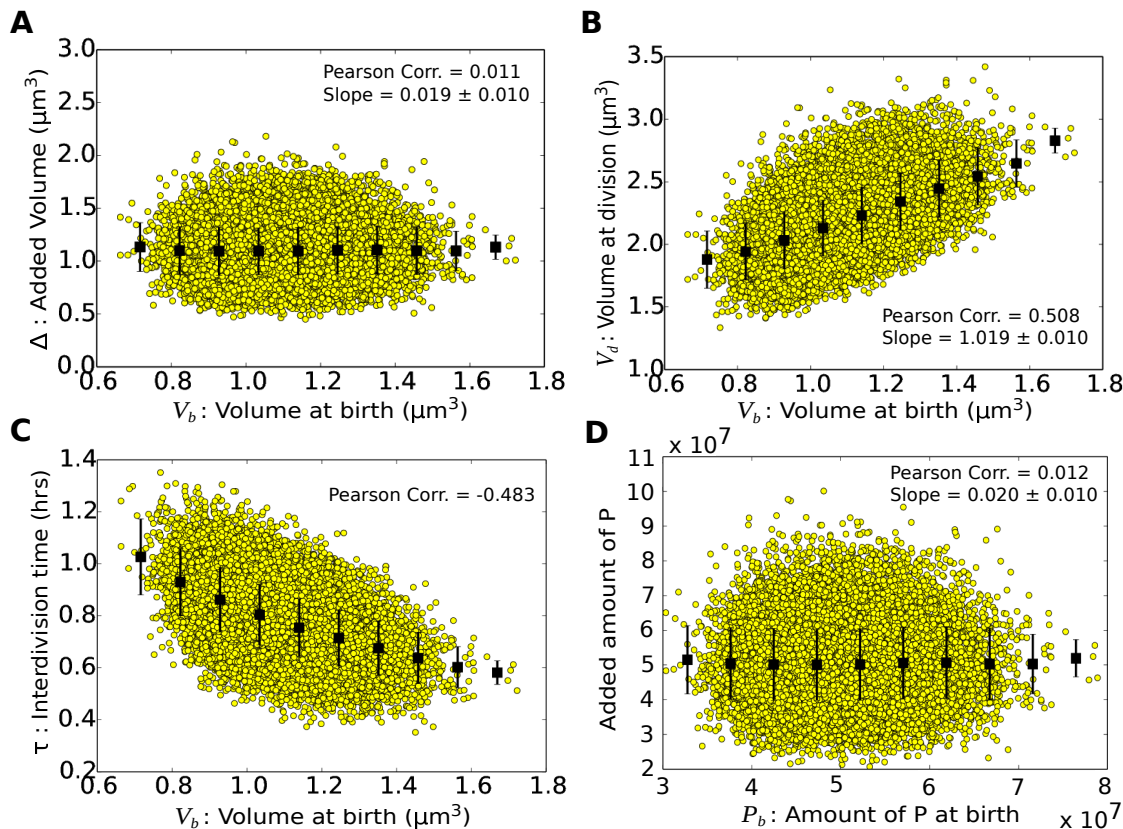 A
Δ : Added Volume (μm³)
3.0
2.5
2.0
1.5
1.0
0.5
0.0
Pearson Corr. = 0.011
Slope = 0.019 ± 0.010
0.6 0.8 1.0 1.2 1.4 1.6 1.8
V_b : Volume at birth (μm³)
B
V_d : Volume at division (μm³)
3.5
3.0
2.5
2.0
1.5
1.0
Pearson Corr. = 0.508
Slope = 1.019 ± 0.010
0.6 0.8 1.0 1.2 1.4 1.6 1.8
V_b : Volume at birth (μm³)
C
τ : Interdivision time (hrs)
1.4
1.2
1.0
0.8
0.6
0.4
0.2
Pearson Corr. = -0.483
0.6 0.8 1.0 1.2 1.4 1.6 1.8
V_b : Volume at birth (μm³)
D
x 10⁷
Added amount of P
11
10
9
8
7
6
5
4
3
2
Pearson Corr. = 0.012
Slope = 0.020 ± 0.010
3 4 5 6 7 8
P_b : Amount of P at birth
x 10⁷